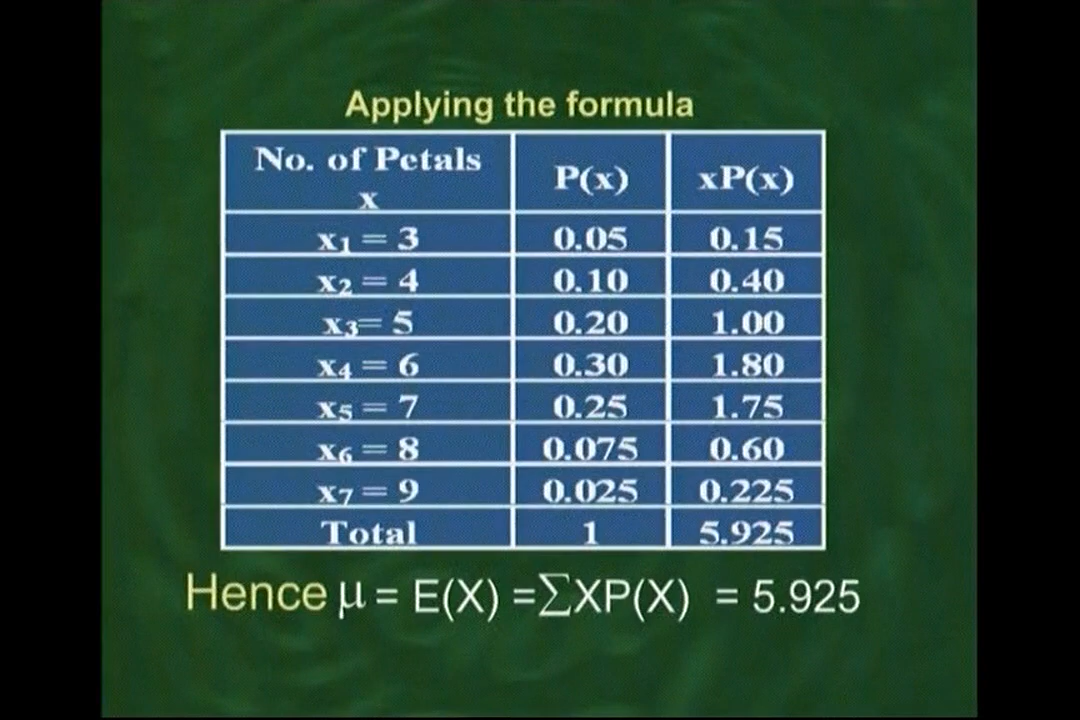 Applying the formula
No. of Petals x P(x) xP(x)
x₁ = 3 0.05 0.15
x₂ = 4 0.10 0.40
x₃= 5 0.20 1.00
x₄ = 6 0.30 1.80
x₅ = 7 0.25 1.75
x₆ = 8 0.075 0.60
x₇ = 9 0.025 0.225
Total 1 5.925
Hence μ = E(X) =∑XP(X) = 5.925